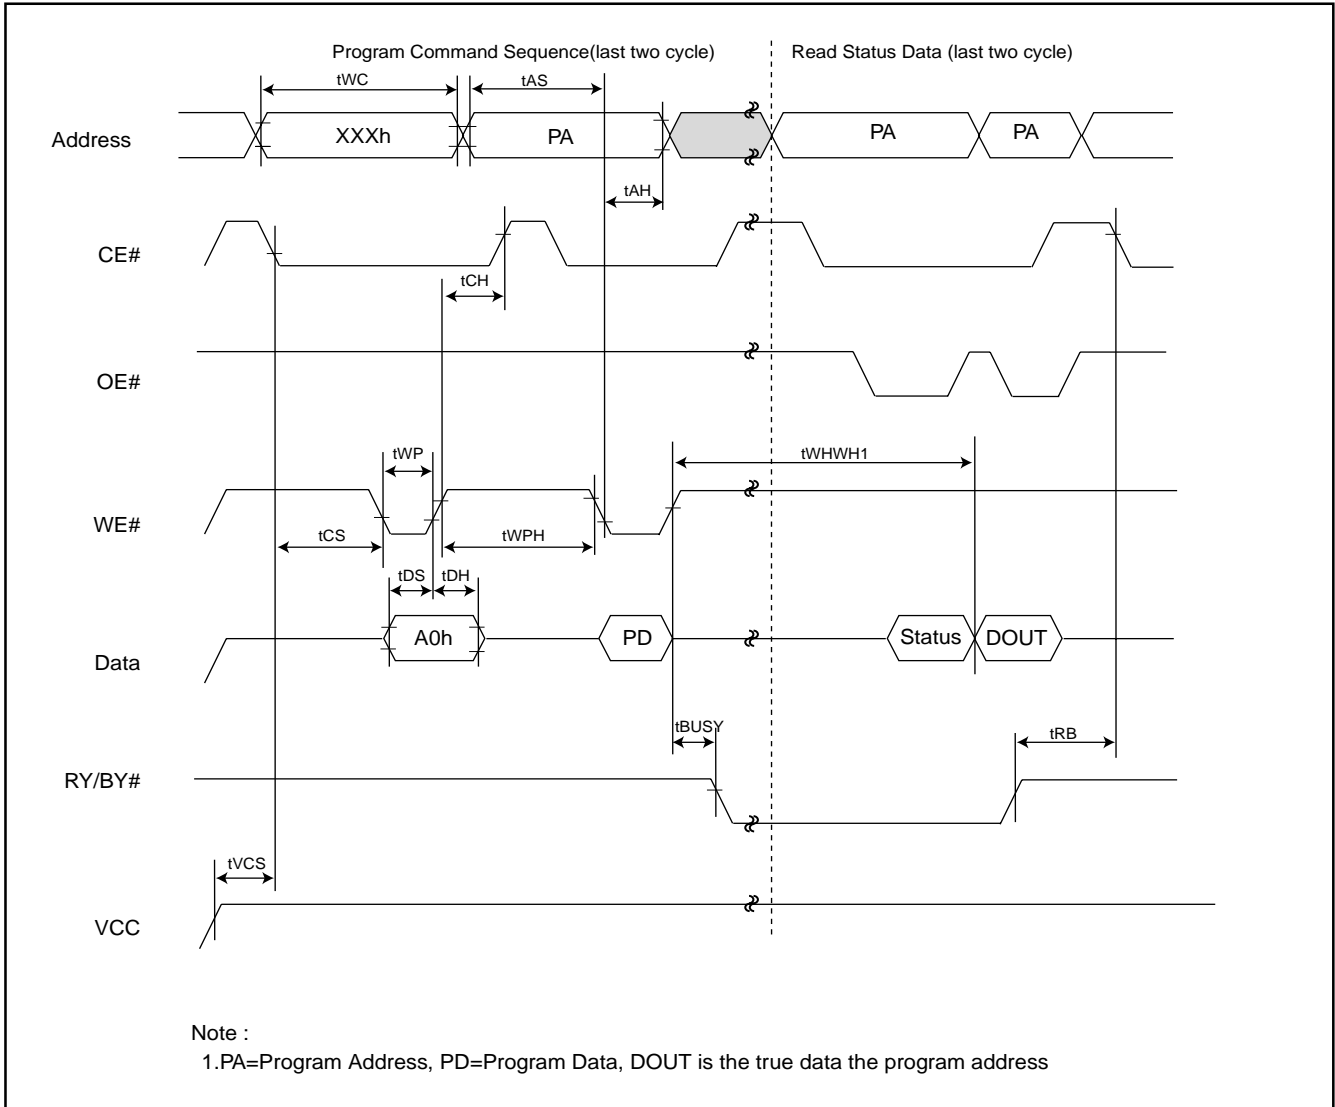 Program Command Sequence(last two cycle)
Read Status Data (last two cycle)
tWC
tAS
Address
XXXh
PA
PA
PA
tAH
CE#
tCH
OE#
tWP
tWHWH1
WE#
tCS
tWPH
tDS
tDH
Data
A0h
PD
Status
DOUT
tBUSY
tRB
RY/BY#
tVCS
VCC
Note :
1.PA=Program Address, PD=Program Data, DOUT is the true data the program address